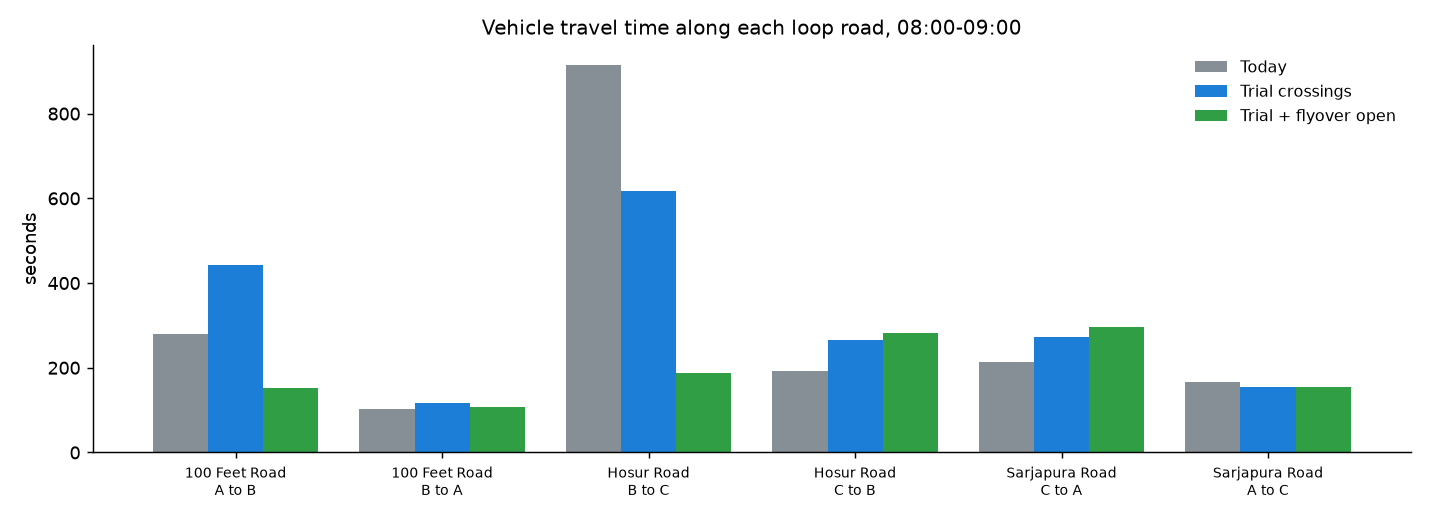 Vehicle travel time along each loop road, 08:00-09:00
Today
Trial crossings
Trial + flyover open
seconds
800
600
400
200
0
100 Feet Road
A to B
100 Feet Road
B to A
Hosur Road
B to C
Hosur Road
C to B
Sarjapura Road
C to A
Sarjapura Road
A to C